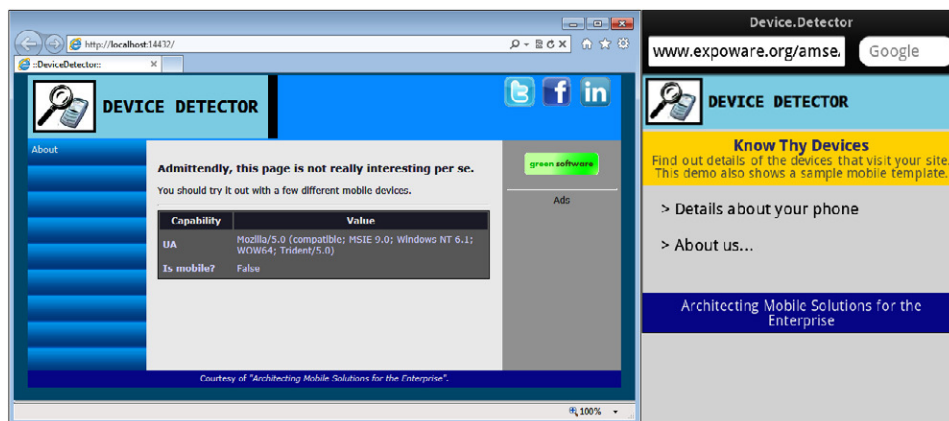 http://localhost:14432/
::DeviceDetector::
DEVICE DETECTOR
About
Admittendly, this page is not really interesting per se.
You should try it out with a few different mobile devices.
Capability Value
UA Mozilla/5.0 (compatible; MSIE 9.0; Windows NT 6.1;
WOW64; Trident/5.0)
Is mobile? False
green software
Ads
Courtesy of "Architecting Mobile Solutions for the Enterprise".
100%
Device.Detector
www.expoware.org/amse.
Google
DEVICE DETECTOR
Know Thy Devices
Find out details of the devices that visit your site.
This demo also shows a sample mobile template.
> Details about your phone
> About us...
Architecting Mobile Solutions for the
Enterprise